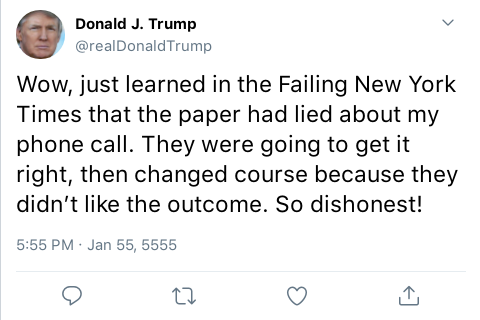 Donald J. Trump
@realDonaldTrump
Wow, just learned in the Failing New York
Times that the paper had lied about my
phone call. They were going to get it
right, then changed course because they
didn’t like the outcome. So dishonest!
5:55 PM · Jan 55, 5555